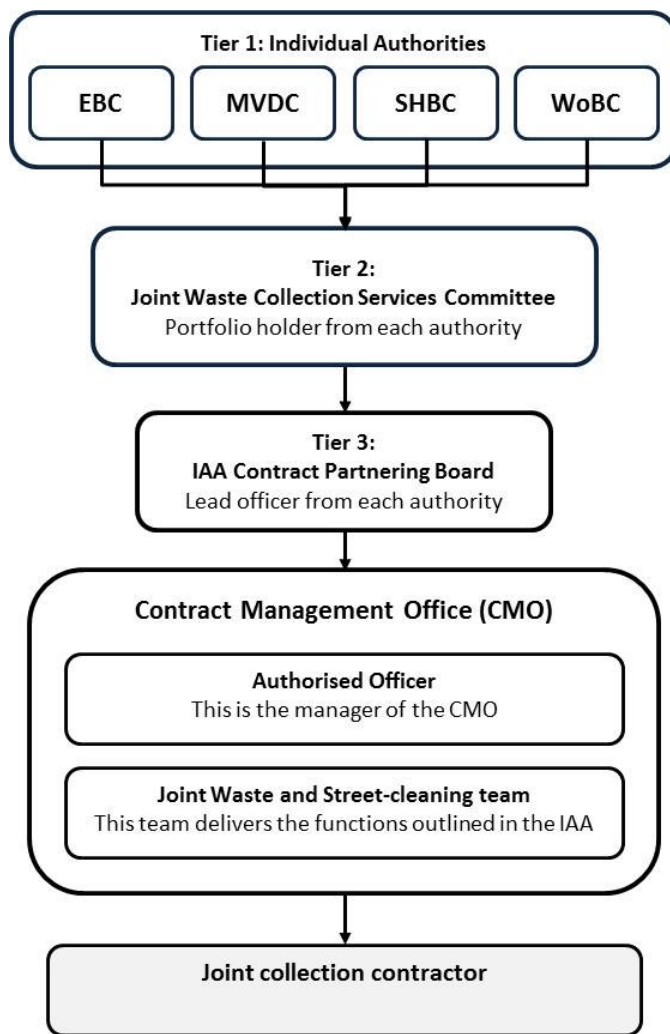 Tier 1: Individual Authorities
EBC
MVDC
SHBC
WoBC
Tier 2:
Joint Waste Collection Services Committee
Portfolio holder from each authority
Tier 3:
IAA Contract Partnering Board
Lead officer from each authority
Contract Management Office (CMO)
Authorised Officer
This is the manager of the CMO
Joint Waste and Street-cleaning team
This team delivers the functions outlined in the IAA
Joint collection contractor